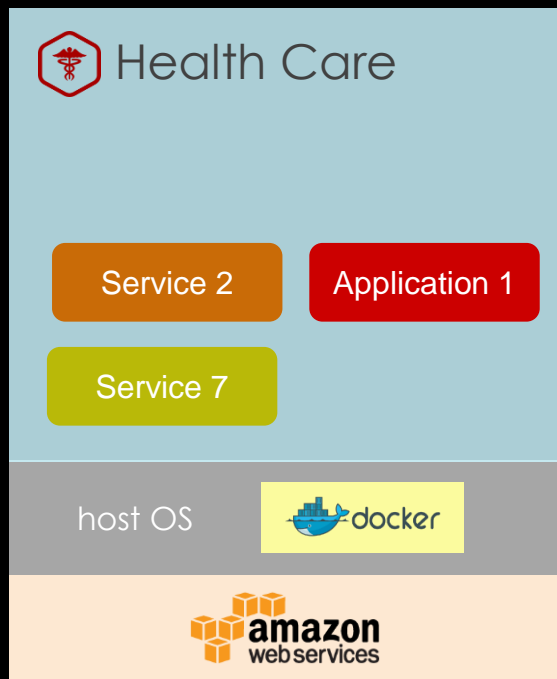 Health Care
Service 2
Application 1
Service 7
host OS
docker
amazon
web services